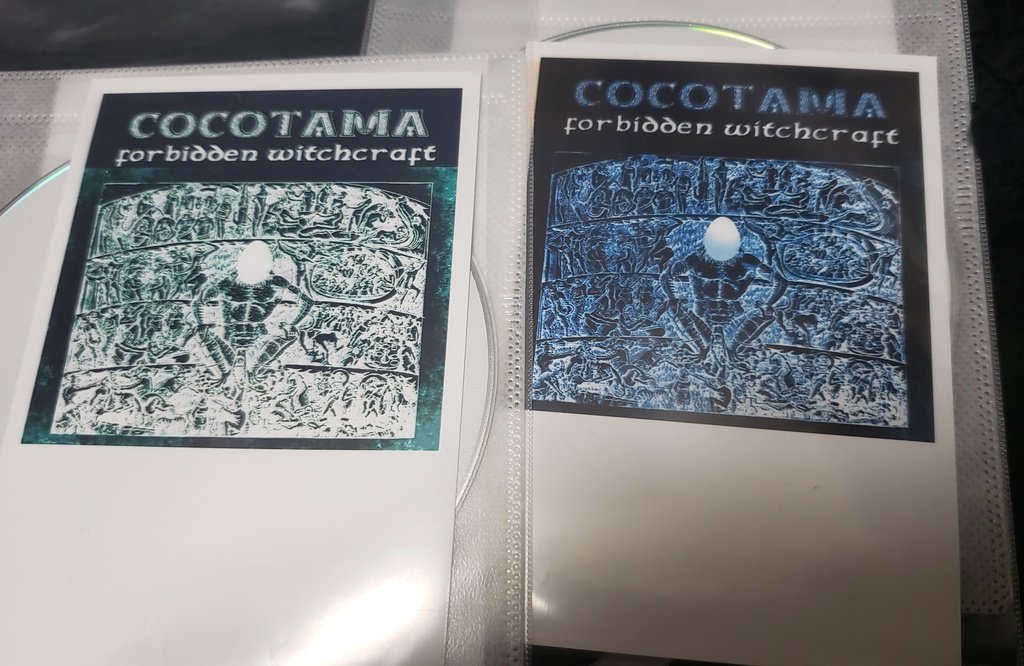 COCOTAMA
forbidden witchcraft
COCOTAMA
forbidden witchcraft